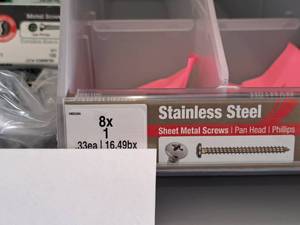 8x
1
.33ea | 16.49bx
Stainless Steel
Sheet Metal Screws | Pan Head | Phillips